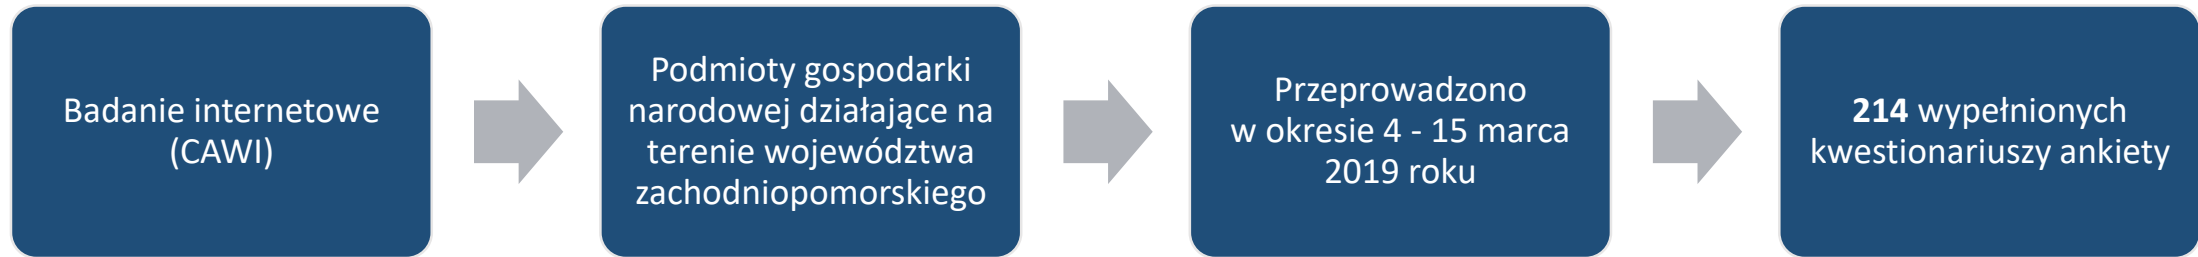 Badanie internetowe
(CAWI)
Podmioty gospodarki
narodowej działające na
terenie województwa
zachodniopomorskiego
Przeprowadzono
w okresie 4 - 15 marca
2019 roku
214 wypełnionych
kwestionariuszy ankiety